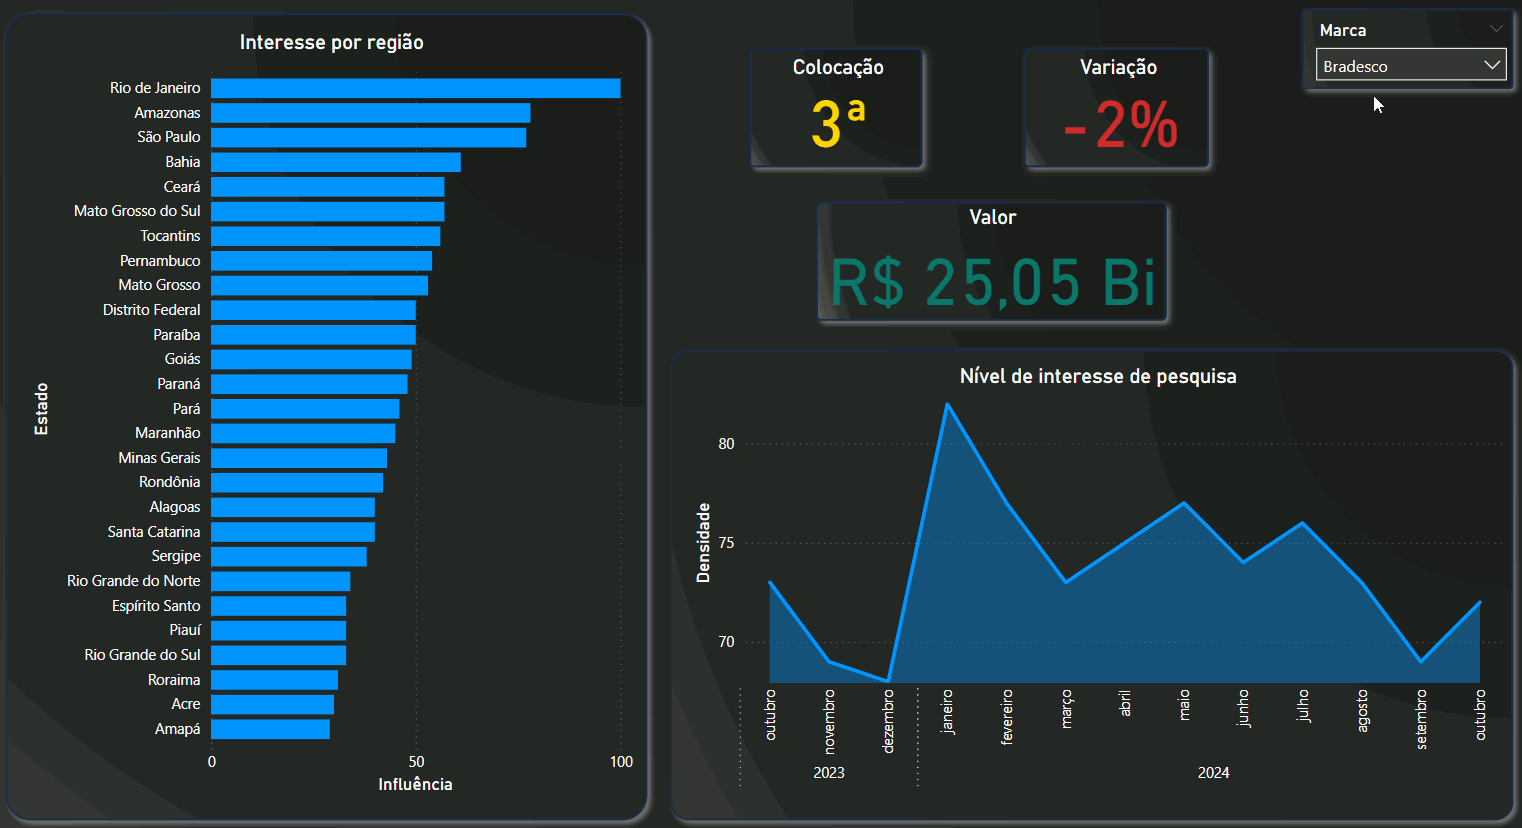 Interesse por região
Estado
Rio de Janeiro
Amazonas
São Paulo
Bahia
Ceará
Mato Grosso do Sul
Tocantins
Pernambuco
Mato Grosso
Distrito Federal
Paraíba
Goiás
Paraná
Pará
Maranhão
Minas Gerais
Rondônia
Alagoas
Santa Catarina
Sergipe
Rio Grande do Norte
Espírito Santo
Piauí
Rio Grande do Sul
Roraima
Acre
Amapá
0 50 100
Influência
Colocação
3ª
Variação
-2%
Marca
Bradesco
Valor
R$ 25,05 Bi
Nível de interesse de pesquisa
Densidade
80
75
70
outubro novembro dezembro janeiro fevereiro março abril maio junho julho agosto setembro outubro
2023 2024